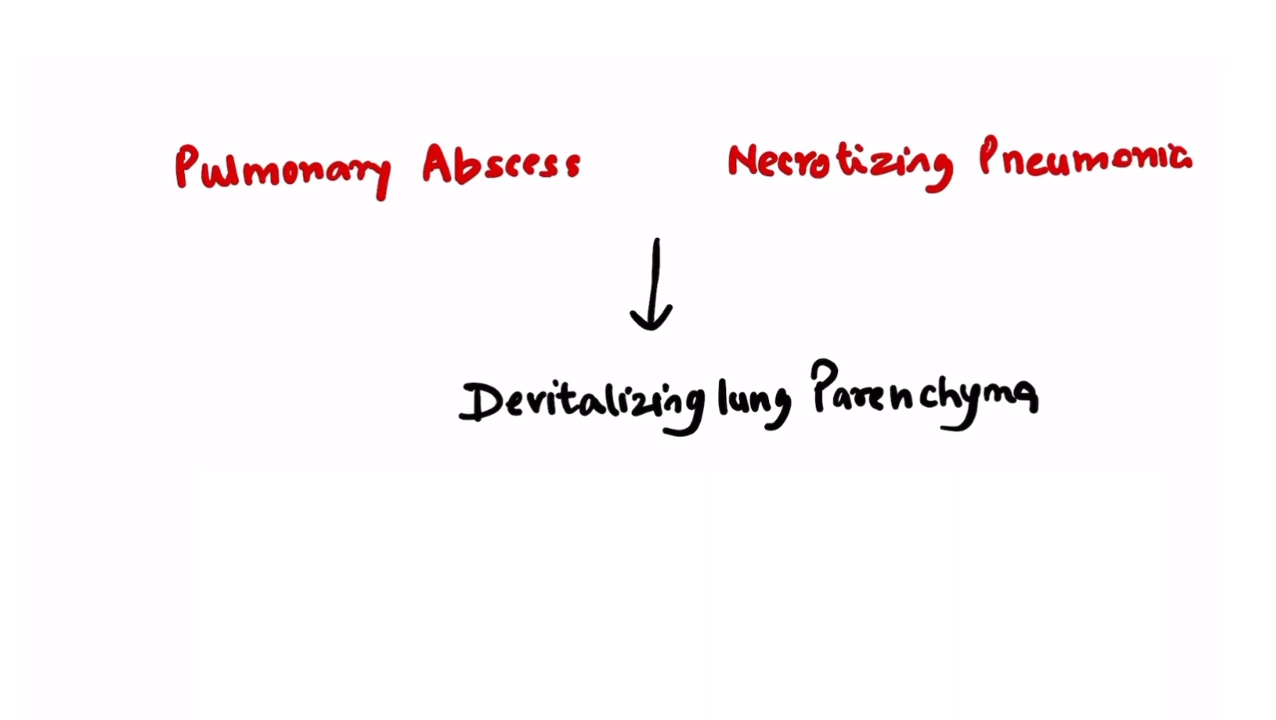 Pulmonary Abscess Necrotizing Pneumonia
Devitalizing lung Parenchyma